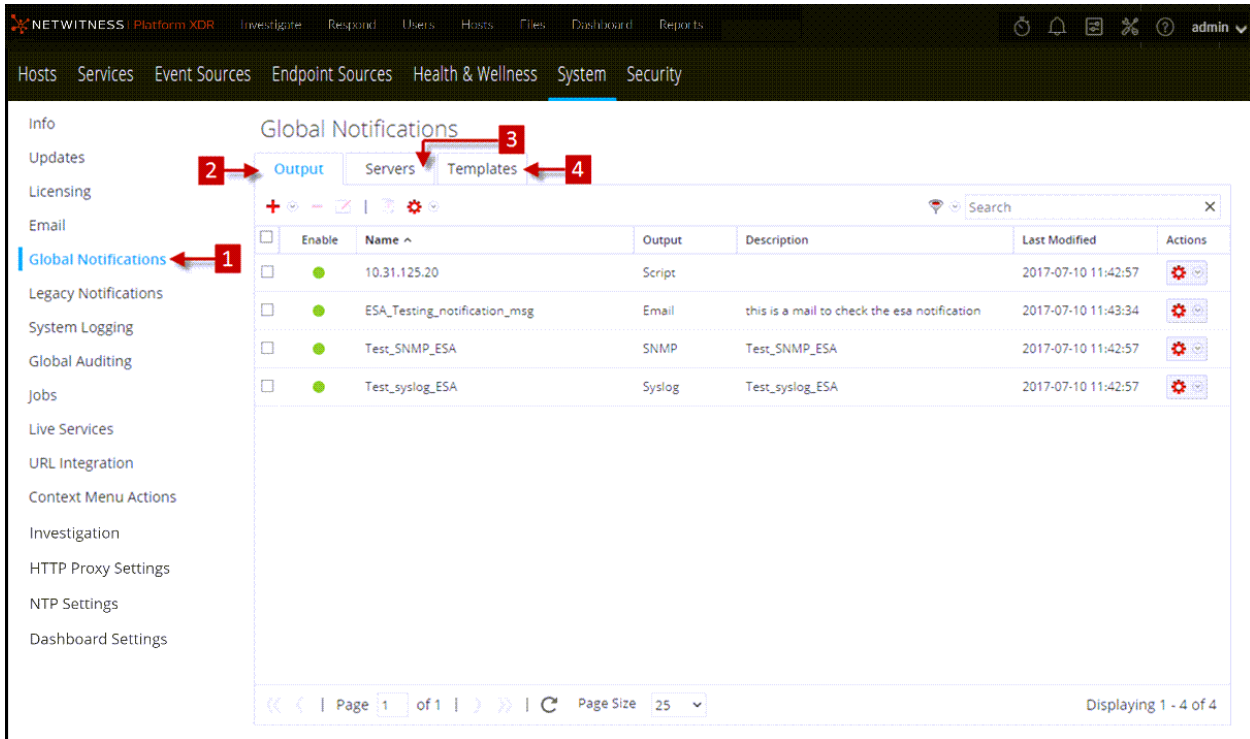 NETWITNESS | Platform XDR Investigate Respond Users Hosts Files Dashboard Reports admin
Hosts Services Event Sources Endpoint Sources Health & Wellness System Security
Info
Updates
Licensing
Email
Global Notifications
Legacy Notifications
System Logging
Global Auditing
Jobs
Live Services
URL Integration
Context Menu Actions
Investigation
HTTP Proxy Settings
NTP Settings
Dashboard Settings
1
Global Notifications
2 3 4
Output Servers Templates
Search
Enable Name Output Description Last Modified Actions
10.31.125.20 Script 2017-07-10 11:42:57
ESA_Testing_notification_msg Email this is a mail to check the esa notification 2017-07-10 11:43:34
Test_SNMP_ESA SNMP Test_SNMP_ESA 2017-07-10 11:42:57
Test_syslog_ESA Syslog Test_syslog_ESA 2017-07-10 11:42:57
Page 1 of 1 Page Size 25 Displaying 1 - 4 of 4